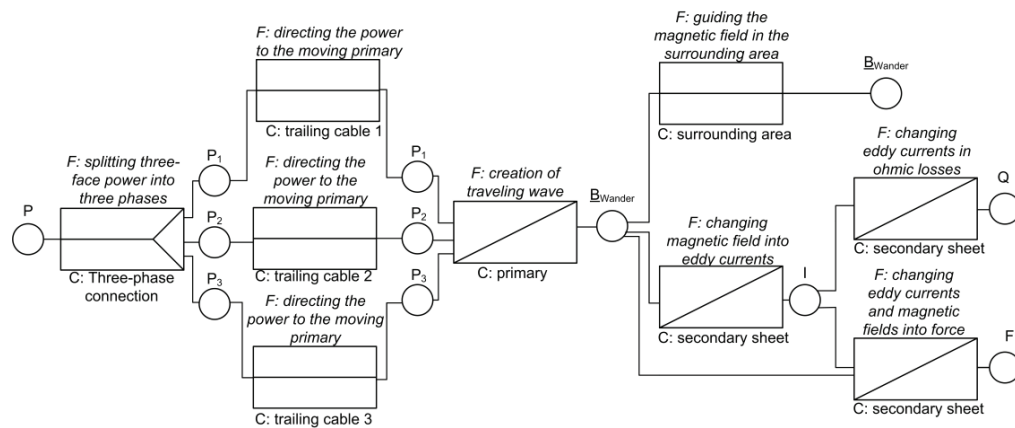 F: directing the power
to the moving primary
C: trailing cable 1
F: splitting three-
face power into
three phases
P
C: Three-phase
connection
P1
P2
P3
F: directing the
power to the
moving primary
C: trailing cable 2
F: directing the
power to the moving
primary
C: trailing cable 3
P1
P2
P3
F: creation of
traveling wave
C: primary
BWander
F: guiding the
magnetic field in the
surrounding area
C: surrounding area
BWander
F: changing
magnetic field into
eddy currents
C: secondary sheet
I
F: changing
eddy currents in
ohmic losses
C: secondary sheet
Q
F: changing
eddy currents
and magnetic
fields into force
C: secondary sheet
F